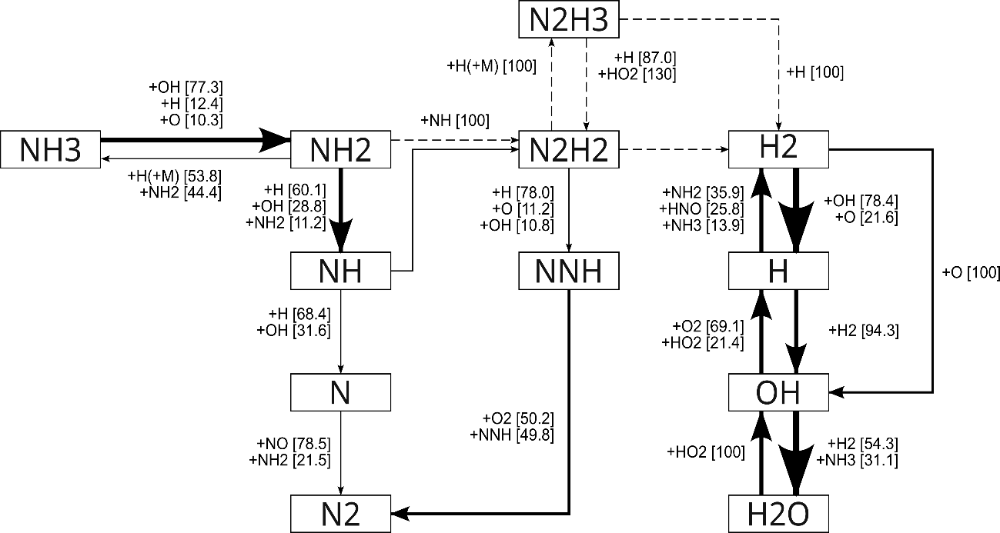 N2H3
+H(+M) [100]
+H [87.0]
+HO2 [130]
+H [100]
+OH [77.3]
+H [12.4]
+O [10.3]
+NH [100]
NH3
NH2
N2H2
H2
+H(+M) [53.8]
+NH2 [44.4]
+H [60.1]
+OH [28.8]
+NH2 [11.2]
+H [78.0]
+O [11.2]
+OH [10.8]
+NH2 [35.9]
+HNO [25.8]
+NH3 [13.9]
+OH [78.4]
+O [21.6]
NH
NNH
H
+O [100]
+H [68.4]
+OH [31.6]
+O2 [69.1]
+HO2 [21.4]
+H2 [94.3]
N
OH
+NO [78.5]
+NH2 [21.5]
+O2 [50.2]
+NNH [49.8]
+HO2 [100]
+H2 [54.3]
+NH3 [31.1]
N2
H2O